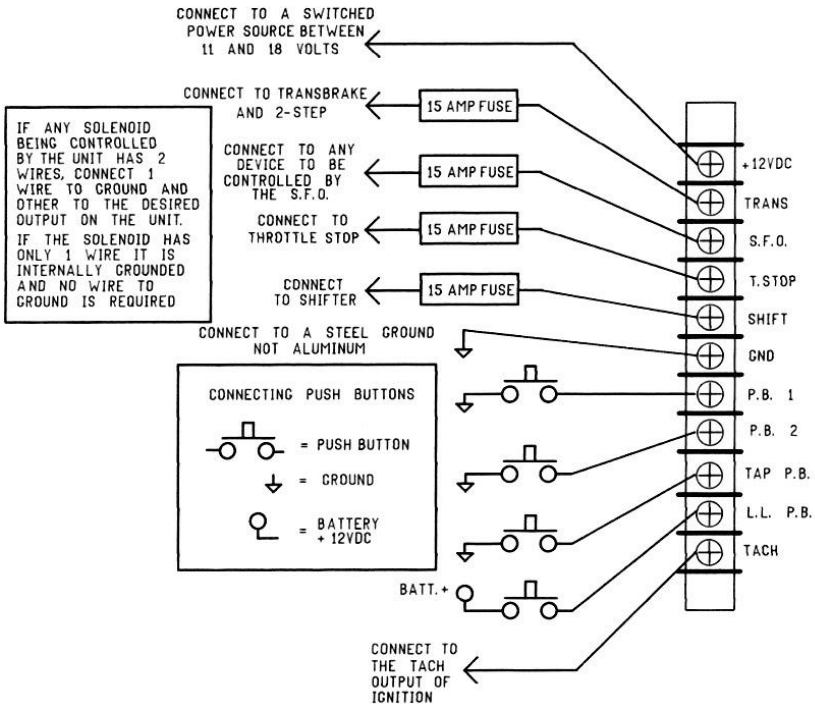 CONNECT TO A SWITCHED
POWER SOURCE BETWEEN
11 AND 18 VOLTS
CONNECT TO TRANSBRAKE
AND 2-STEP
15 AMP FUSE
IF ANY SOLENOID
BEING CONTROLLED
BY THE UNIT HAS 2
WIRES, CONNECT 1
WIRE TO GROUND AND
OTHER TO THE DESIRED
OUTPUT ON THE UNIT.
IF THE SOLENOID HAS
ONLY 1 WIRE IT IS
INTERNALLY GROUNDED
AND NO WIRE TO
GROUND IS REQUIRED
CONNECT TO ANY
DEVICE TO BE
CONTROLLED BY
THE S.F.O.
15 AMP FUSE
CONNECT TO
THROTTLE STOP
15 AMP FUSE
CONNECT
TO SHIFTER
15 AMP FUSE
CONNECT TO A STEEL GROUND
NOT ALUMINUM
+12VDC
TRANS
S.F.O.
T.STOP
SHIFT
GND
P.B. 1
P.B. 2
TAP P.B.
L.L. P.B.
TACH
CONNECTING PUSH BUTTONS
= PUSH BUTTON
= GROUND
= BATTERY
+12VDC
BATT.+
CONNECT TO
THE TACH
OUTPUT OF
IGNITION